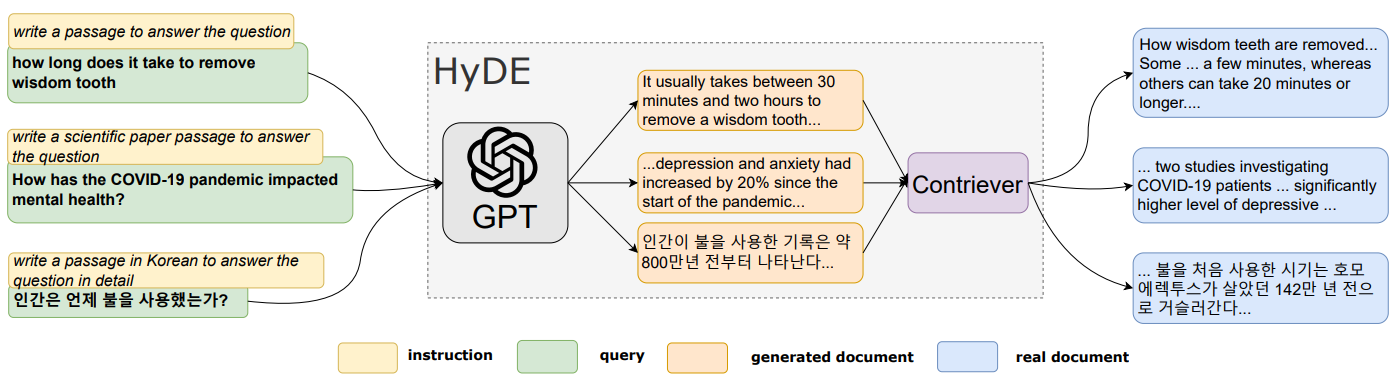 write a passage to answer the question
how long does it take to remove
wisdom tooth
write a scientific paper passage to answer
the question
How has the COVID-19 pandemic impacted
mental health?
write a passage in Korean to answer the
question in detail
인간은 언제 불을 사용했는가?
HyDE
GPT
It usually takes between 30
minutes and two hours to
remove a wisdom tooth...
...depression and anxiety had
increased by 20% since the
start of the pandemic...
인간이 불을 사용한 기록은 약
800만년 전부터 나타난다...
Contriever
How wisdom teeth are removed...
Some ... a few minutes, whereas
others can take 20 minutes or
longer....
... two studies investigating
COVID-19 patients ... significantly
higher level of depressive ...
... 불을 처음 사용한 시기는 호모
에렉투스가 살았던 142만 년 전으
로 거슬러간다...
instruction
query
generated document
real document